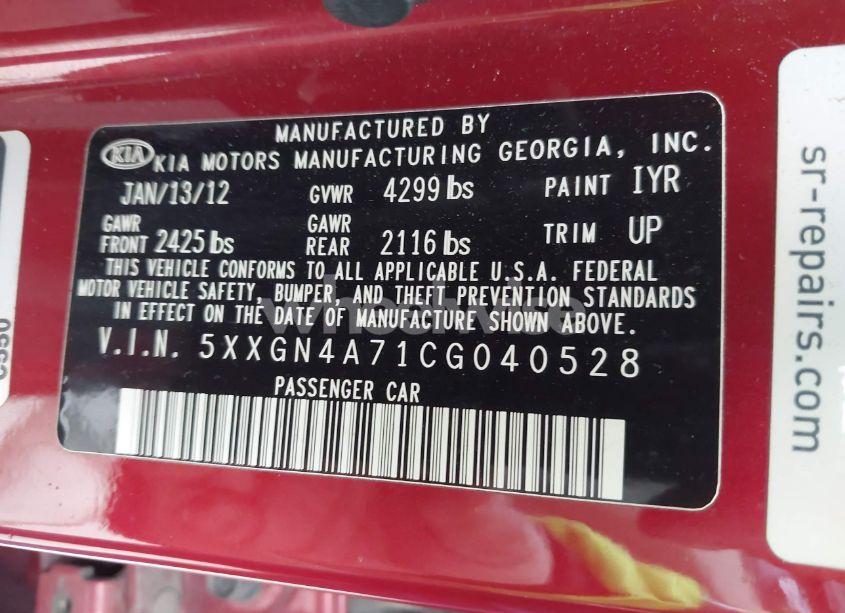 MANUFACTURED BY
KIA KIA MOTORS MANUFACTURING GEORGIA, INC.
JAN/13/12 GVWR 4299 lbs PAINT IYR
GAWR FRONT 2425 lbs GAWR REAR 2116 lbs TRIM UP
THIS VEHICLE CONFORMS TO ALL APPLICABLE U.S.A. FEDERAL
MOTOR VEHICLE SAFETY, BUMPER, AND THEFT PREVENTION STANDARDS
IN EFFECT ON THE DATE OF MANUFACTURE SHOWN ABOVE.
V.I.N. 5XXGN4A71CG040528
PASSENGER CAR
sr-repairs.com